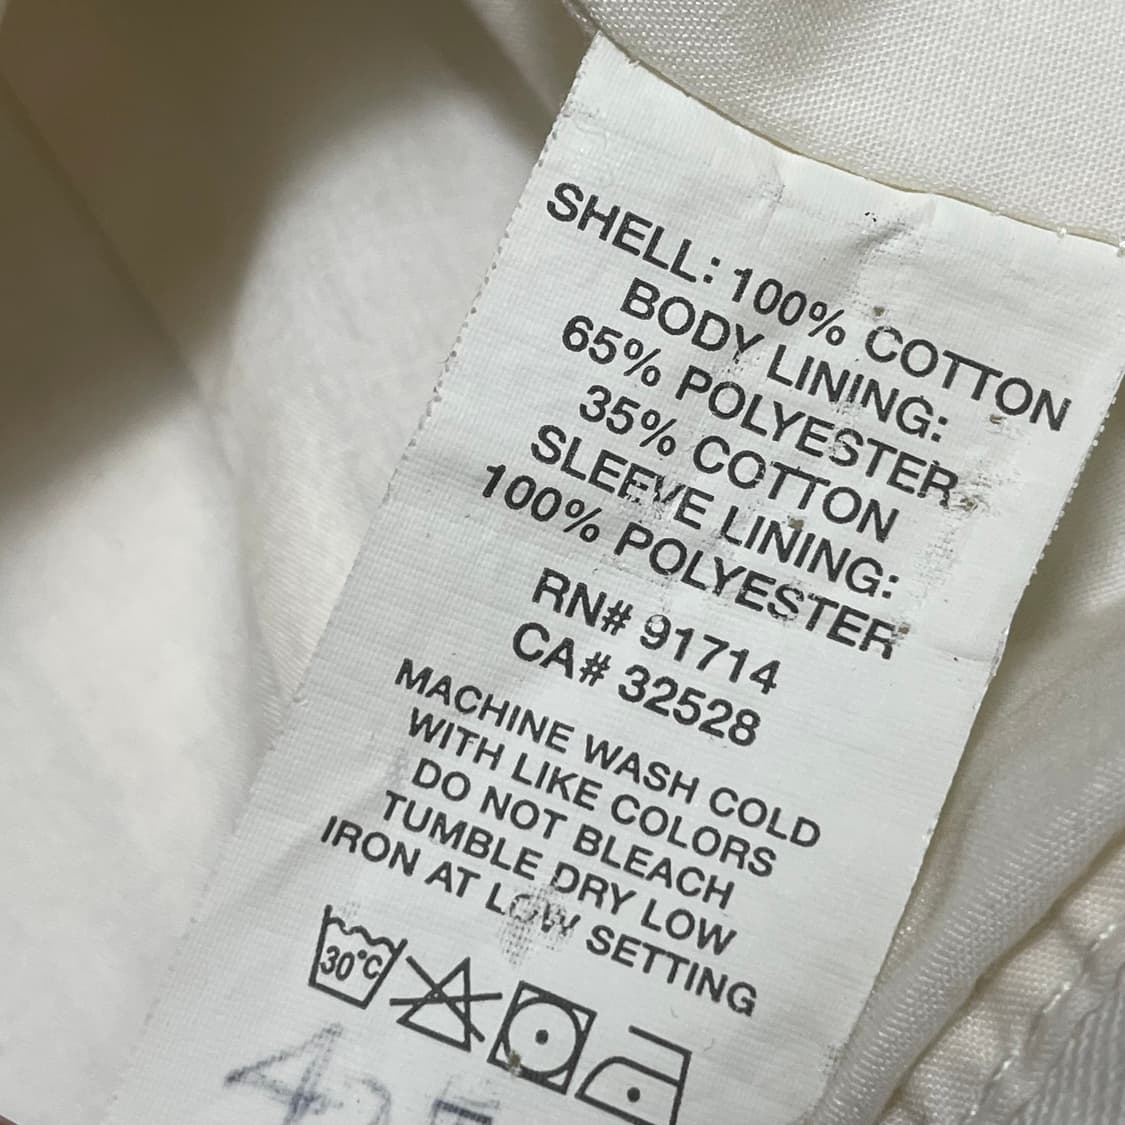 SHELL: 100% COTTON
BODY LINING:
65% POLYESTER
35% COTTON
SLEEVE LINING:
100% POLYESTER
RN# 91714
CA# 32528
MACHINE WASH COLD
WITH LIKE COLORS
DO NOT BLEACH
TUMBLE DRY LOW
IRON AT LOW SETTING
30°C